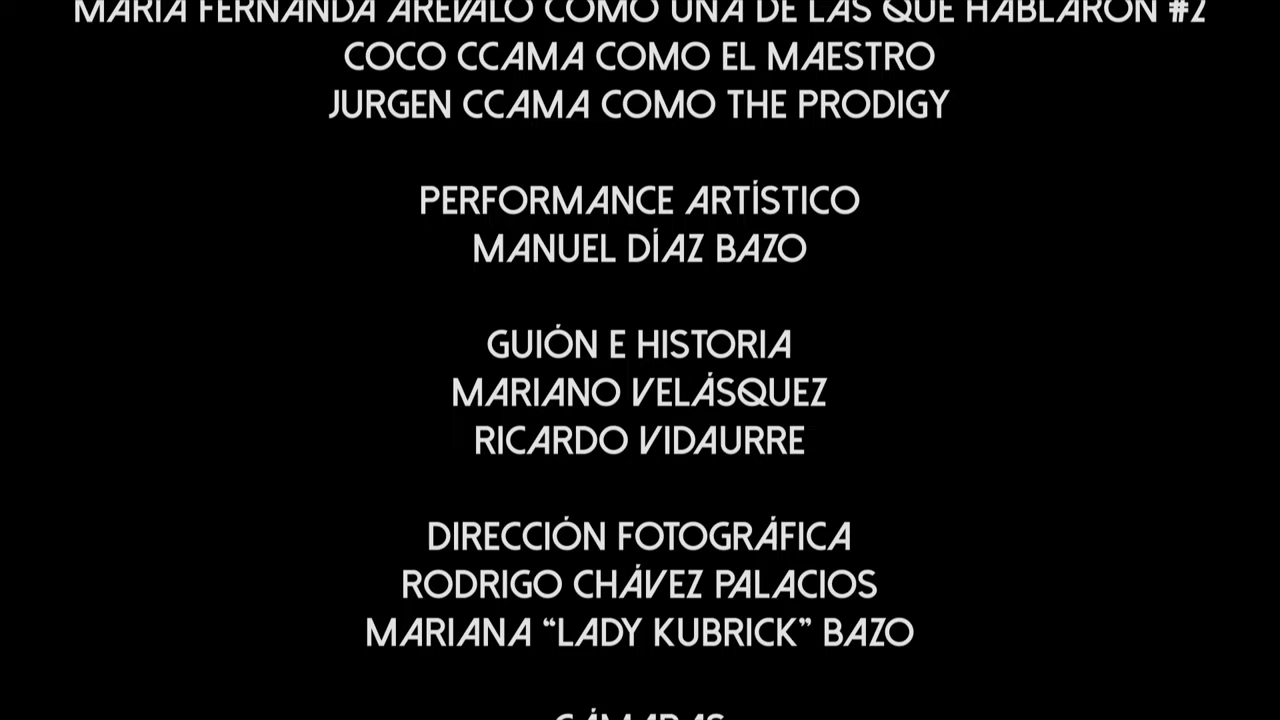 MARÍA FERNANDA ARÉVALO COMO UNA DE LAS QUE HABLARON #2
COCO CCAMA COMO EL MAESTRO
JURGEN CCAMA COMO THE PRODIGY
PERFORMANCE ARTÍSTICO
MANUEL DÍAZ BAZO
GUIÓN E HISTORIA
MARIANO VELÁSQUEZ
RICARDO VIDAURRE
DIRECCIÓN FOTOGRÁFICA
RODRIGO CHÁVEZ PALACIOS
MARIANA “LADY KUBRICK” BAZO
CÁMARAS